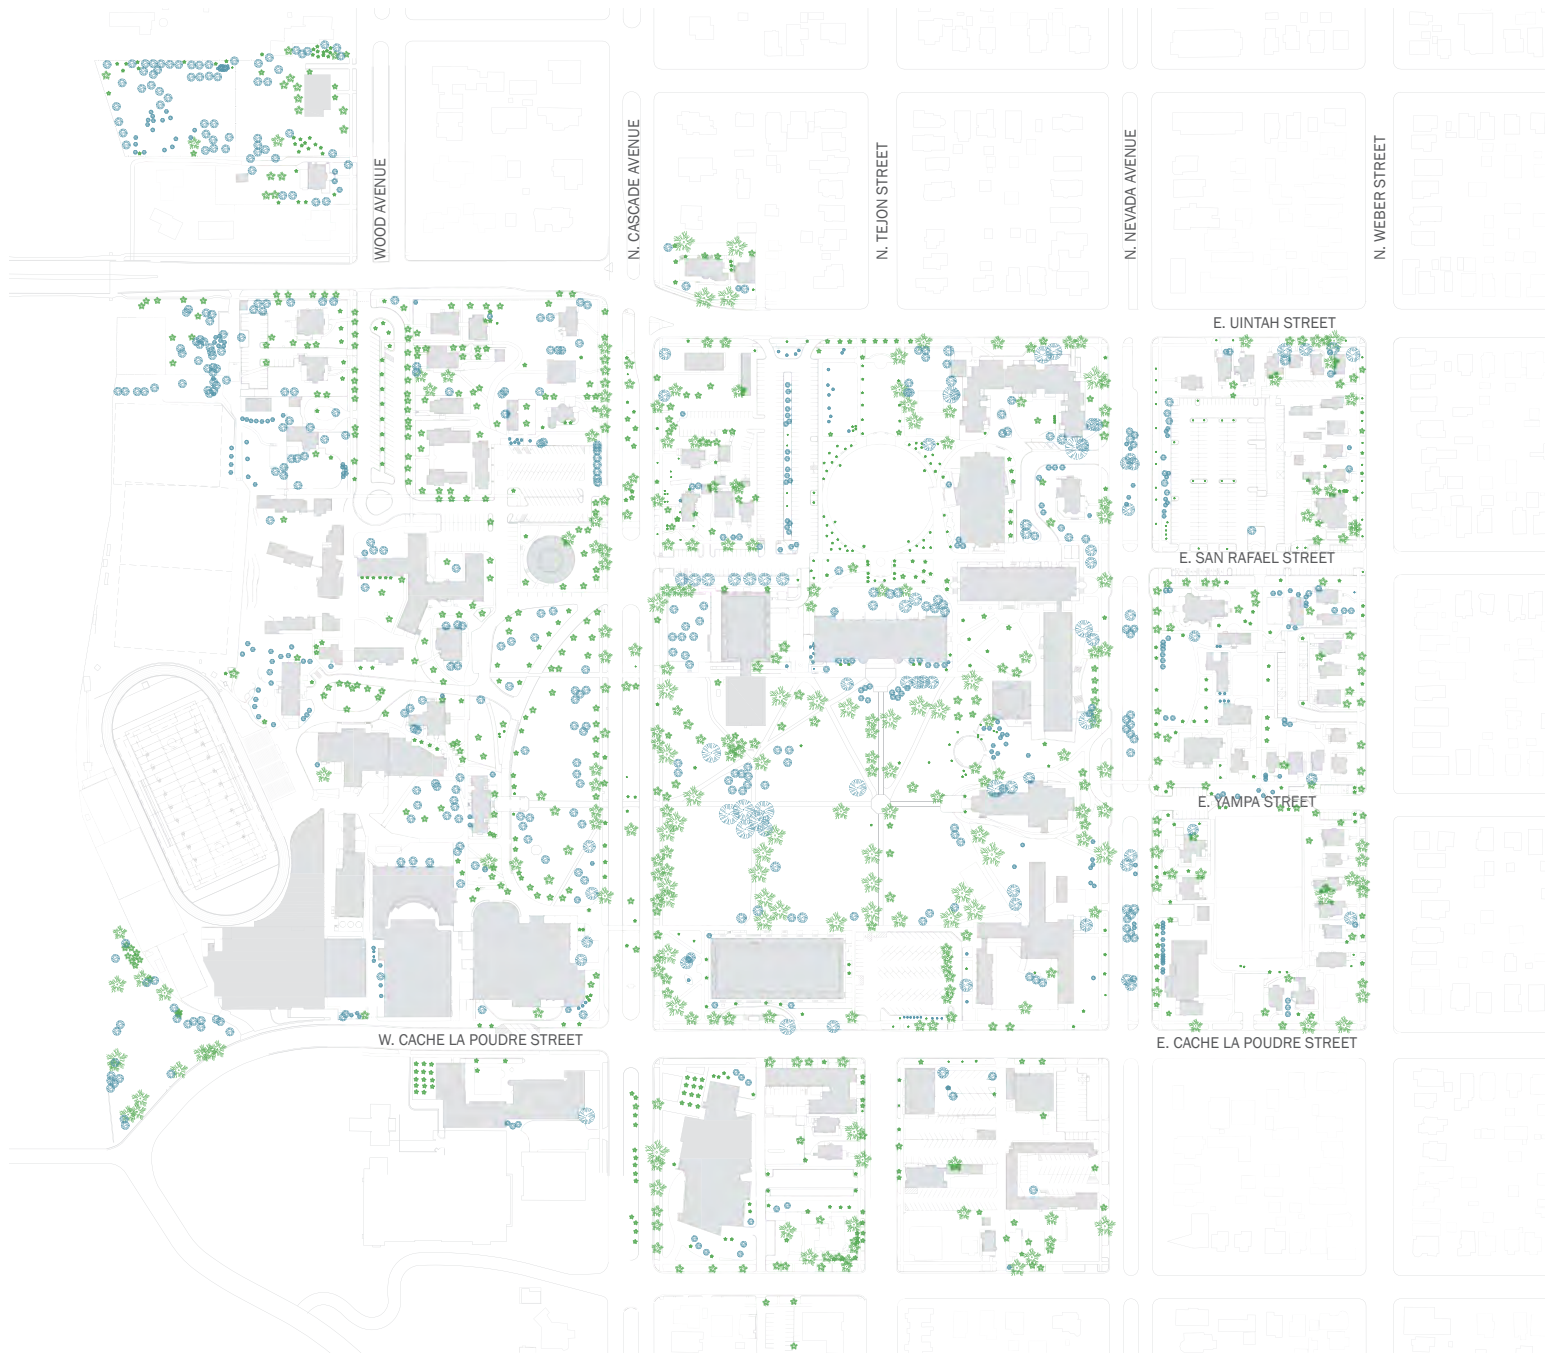 WOOD AVENUE
N. CASCADE AVENUE
N. TEJON STREET
N. NEVADA AVENUE
N. WEBER STREET
E. UINTAH STREET
E. SAN RAFAEL STREET
E. YAMPA STREET
W. CACHE LA POUDRE STREET
E. CACHE LA POUDRE STREET